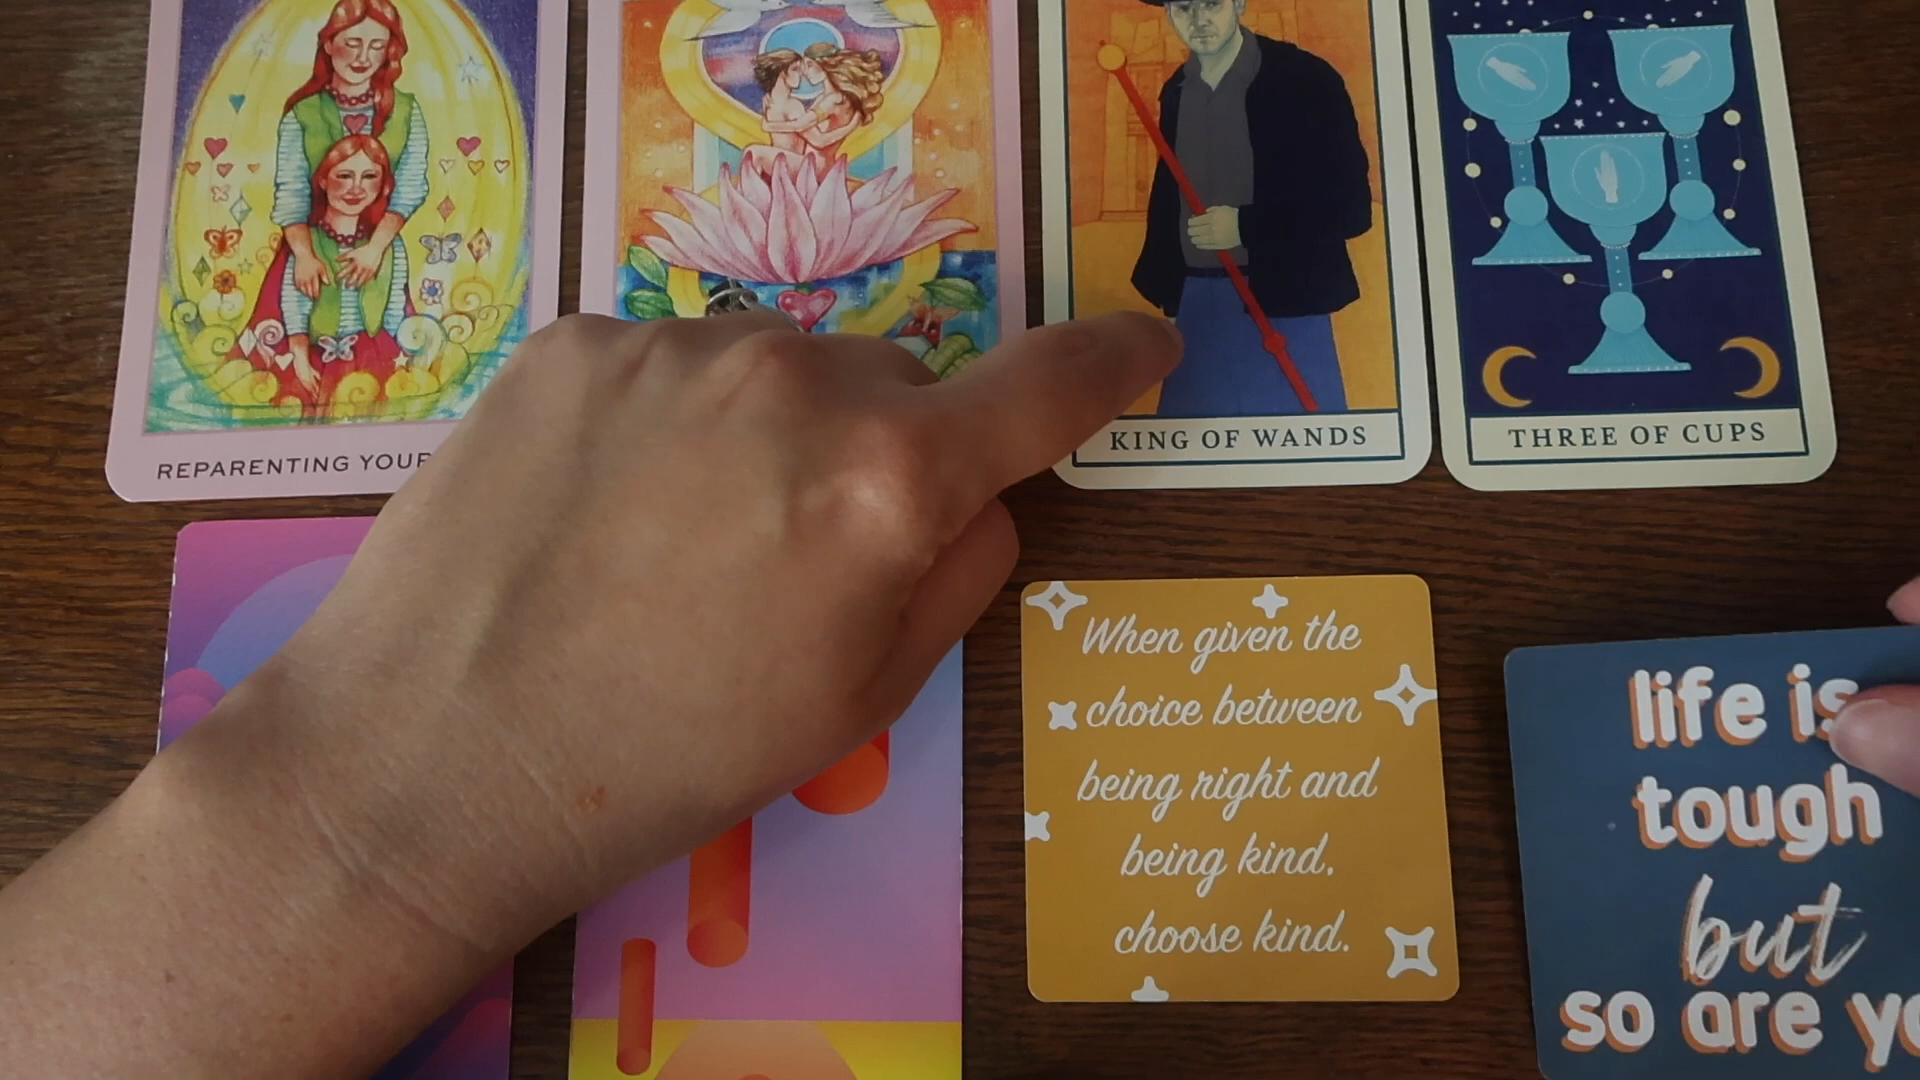 REPARENTING YOUR
KING OF WANDS
THREE OF CUPS
When given the
choice between
being right and
being kind,
choose kind.
life is
tough
but
so are yo